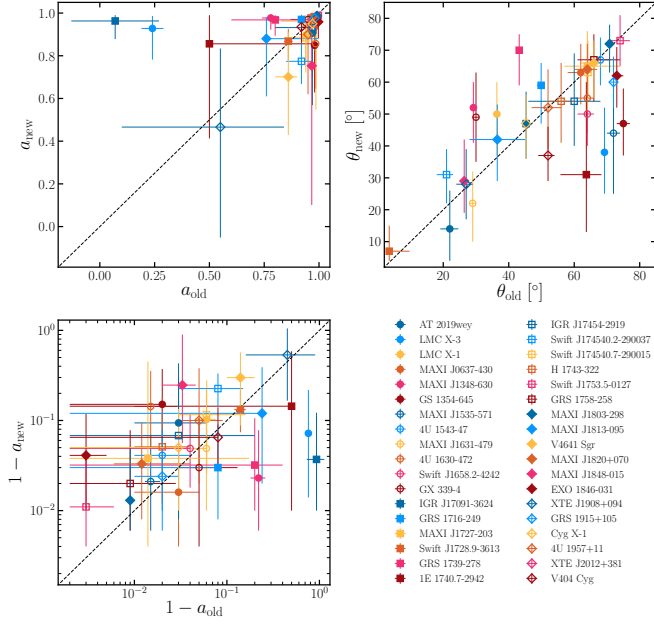 1.0
0.8
0.6
0.4
0.2
0.0
a_new
0.00
0.25
0.50
0.75
1.00
a_old
70
60
50
40
30
20
10
θ_new [°]
20
40
60
80
θ_old [°]
10^0
10^−1
10^−2
1 − a_new
10^−2
10^−1
10^0
1 − a_old
AT 2019wey
LMC X-3
LMC X-1
MAXI J0637-430
MAXI J1348-630
GS 1354-645
MAXI J1535-571
4U 1543-47
MAXI J1631-479
4U 1630-472
Swift J1658.2-4242
GX 339-4
IGR J17091-3624
GRS 1716-249
MAXI J1727-203
Swift J1728.9-3613
GRS 1739-278
1E 1740.7-2942
IGR J17454-2919
Swift J174540.2-290037
Swift J174540.7-290015
H 1743-322
Swift J1753.5-0127
GRS 1758-258
MAXI J1803-298
MAXI J1813-095
V4641 Sgr
MAXI J1820+070
MAXI J1848-015
EXO 1846-031
XTE J1908+094
GRS 1915+105
Cyg X-1
4U 1957+11
XTE J2012+381
V404 Cyg